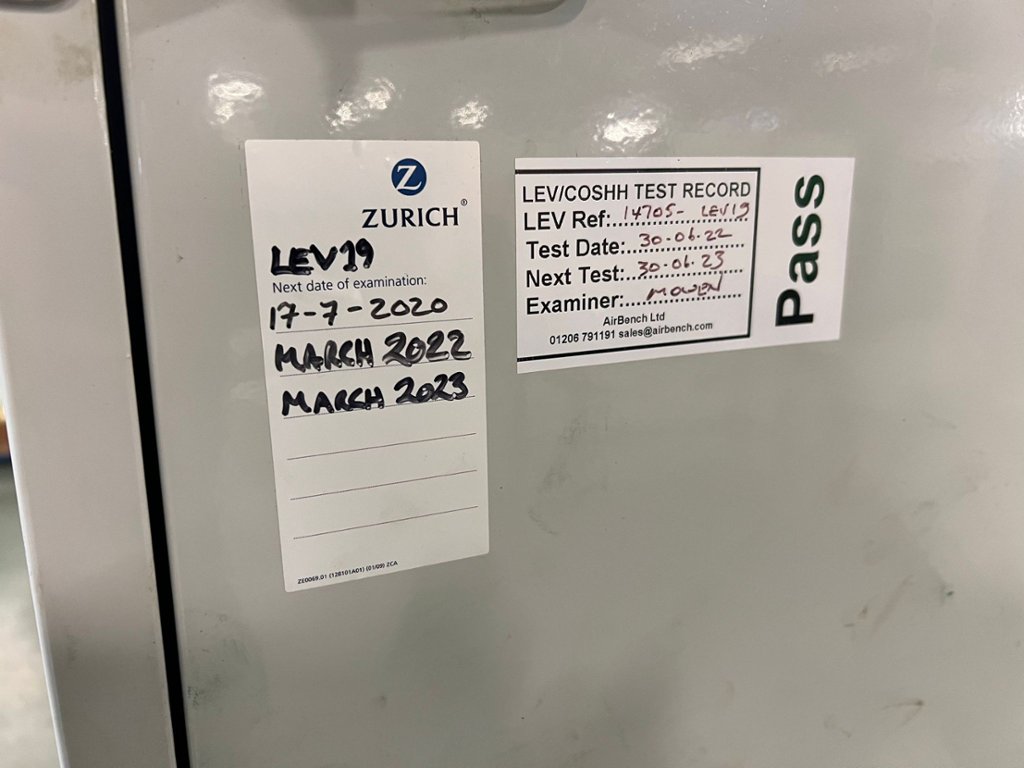 Z
ZURICH®
LEV19
Next date of examination:
17-7-2020
MARCH 2022
MARCH 2023
ZE0069.01 (128101A01) (01/09) ZCA
LEV/COSHH TEST RECORD
LEV Ref:..14705- LEV19
Test Date:..30-06-22
Next Test:..30-06-23
Examiner:...MOWEN
AirBench Ltd
01206 791191 sales@airbench.com
Pass